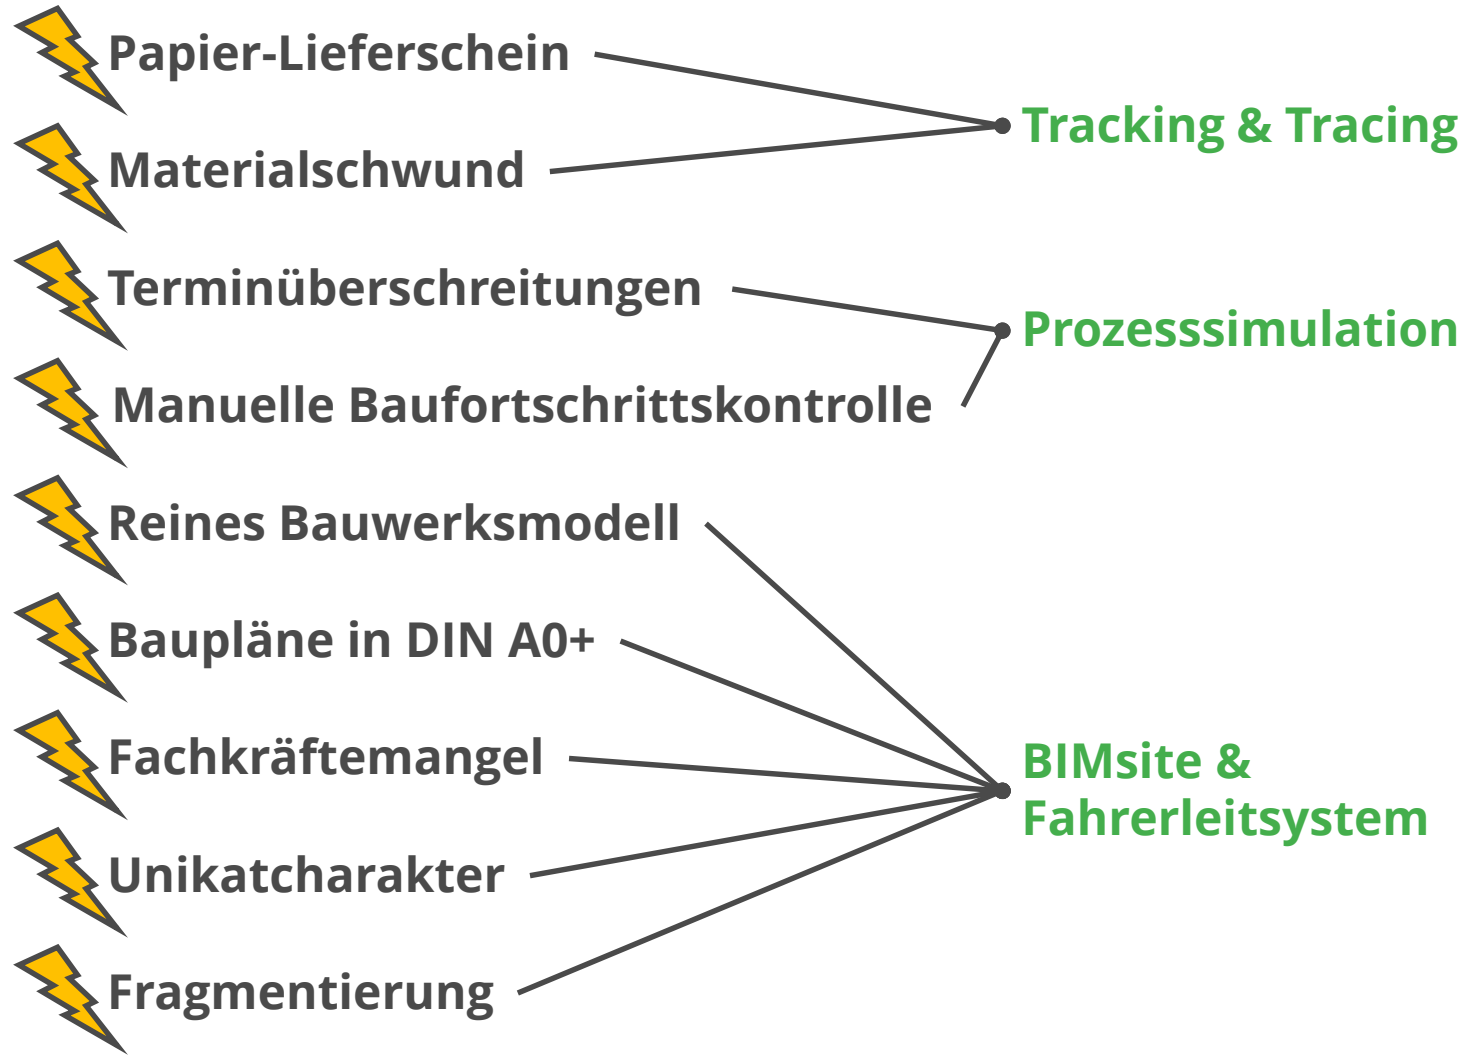 Papier-Lieferschein
Materialschwund
Terminüberschreitungen
Manuelle Baufortschrittskontrolle
Reines Bauwerksmodell
Baupläne in DIN A0+
Fachkräftemangel
Unikatcharakter
Fragmentierung
Tracking & Tracing
Prozesssimulation
BIMsite &
Fahrerleitsystem